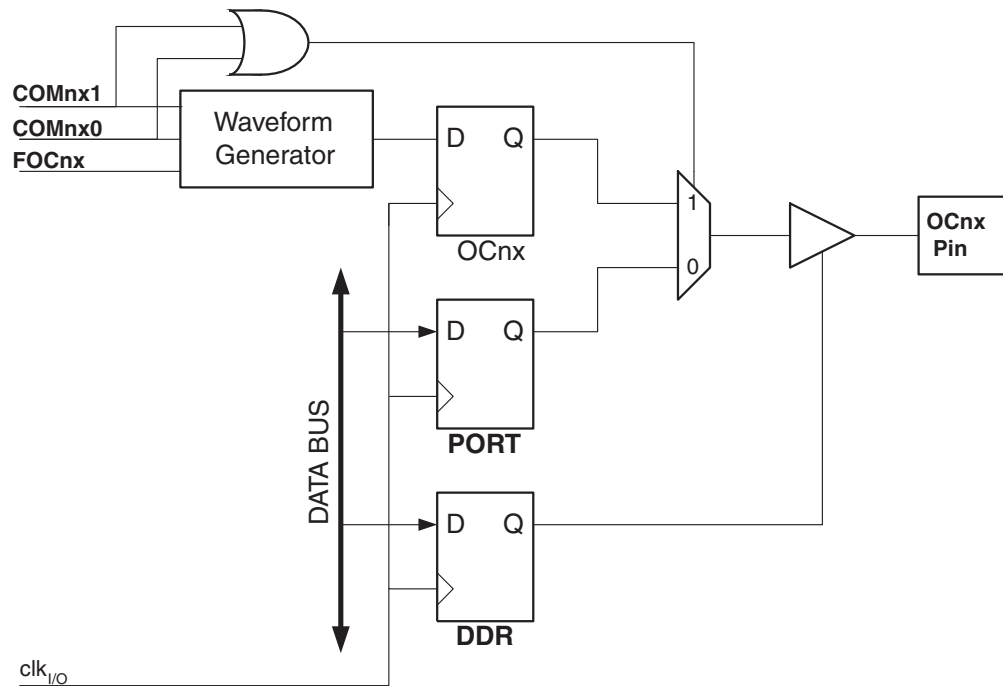 COMnx1
COMnx0
FOCnx
Waveform
Generator
D Q
OCnx
1
0
OCnx
Pin
D Q
PORT
DATA BUS
D Q
DDR
clkI/O